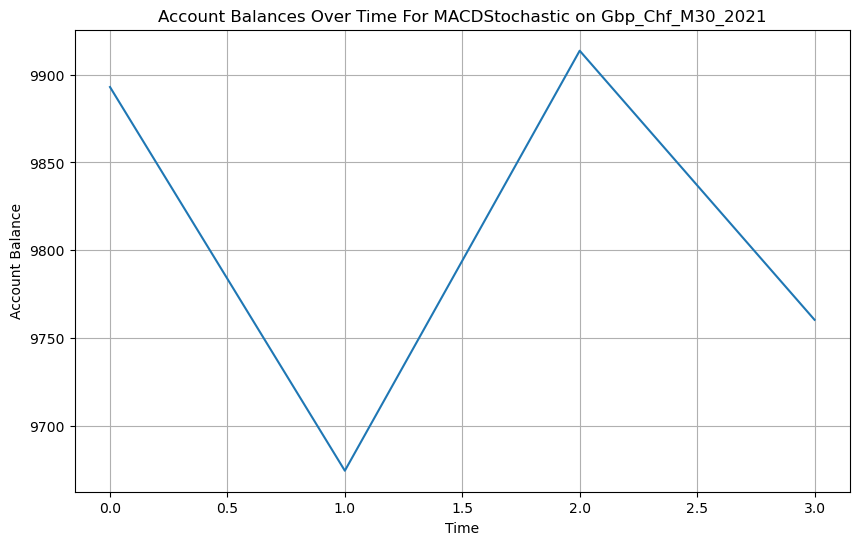 Account Balances Over Time For MACDStochastic on Gbp_Chf_M30_2021
Account Balance
9900
9850
9800
9750
9700
0.0 0.5 1.0 1.5 2.0 2.5 3.0
Time